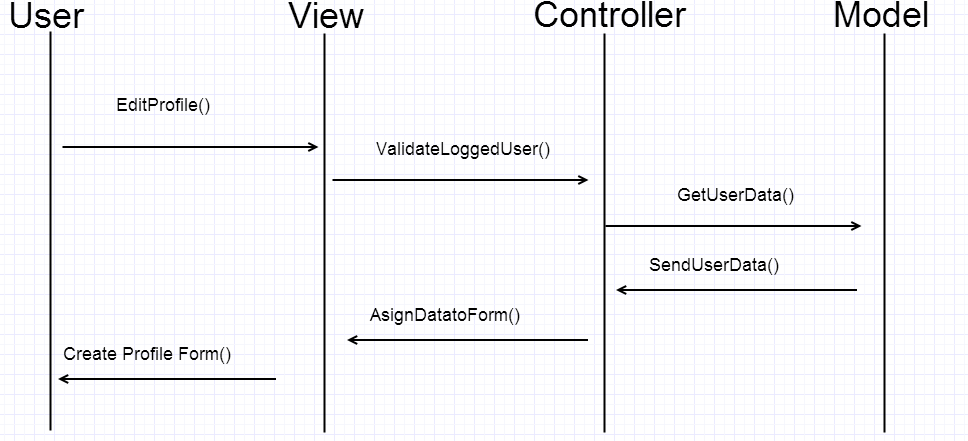 User View Controller Model
EditProfile()
ValidateLoggedUser()
GetUserData()
SendUserData()
AsignDatatoForm()
Create Profile Form()